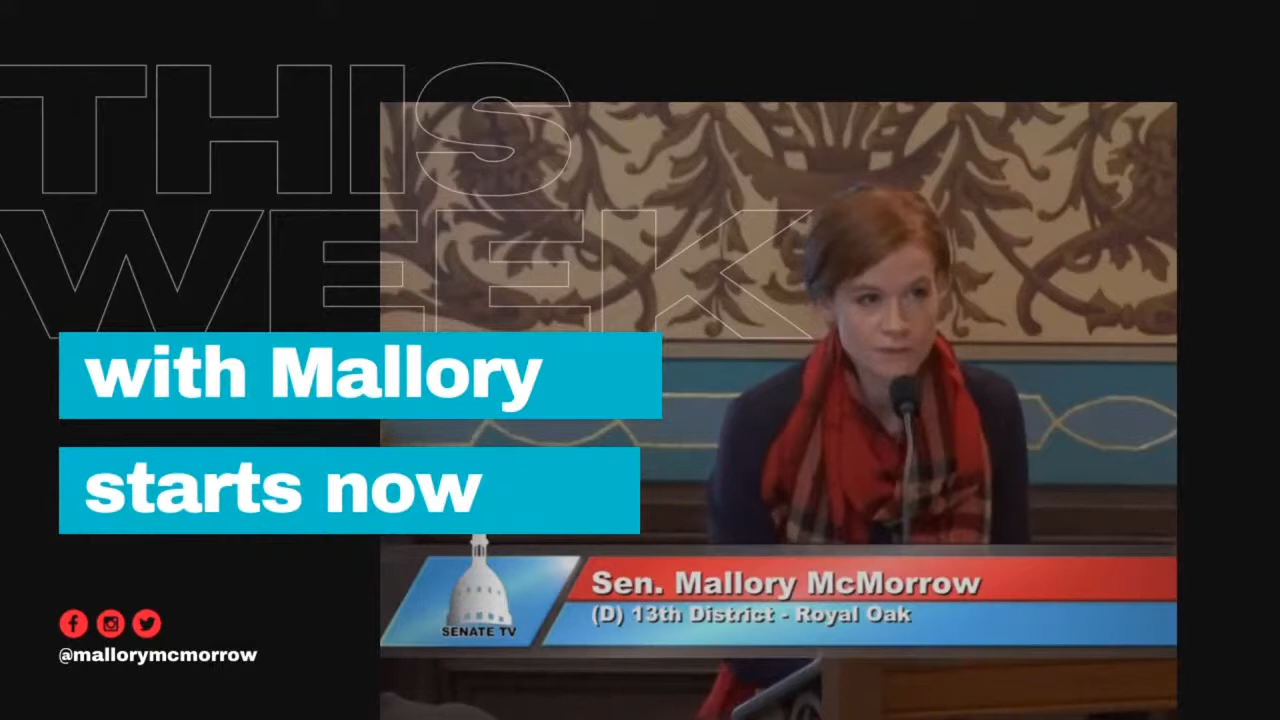 THIS
WEEK
with Mallory
starts now
Sen. Mallory McMorrow
(D) 13th District - Royal Oak
SENATE TV
@mallorymcmorrow